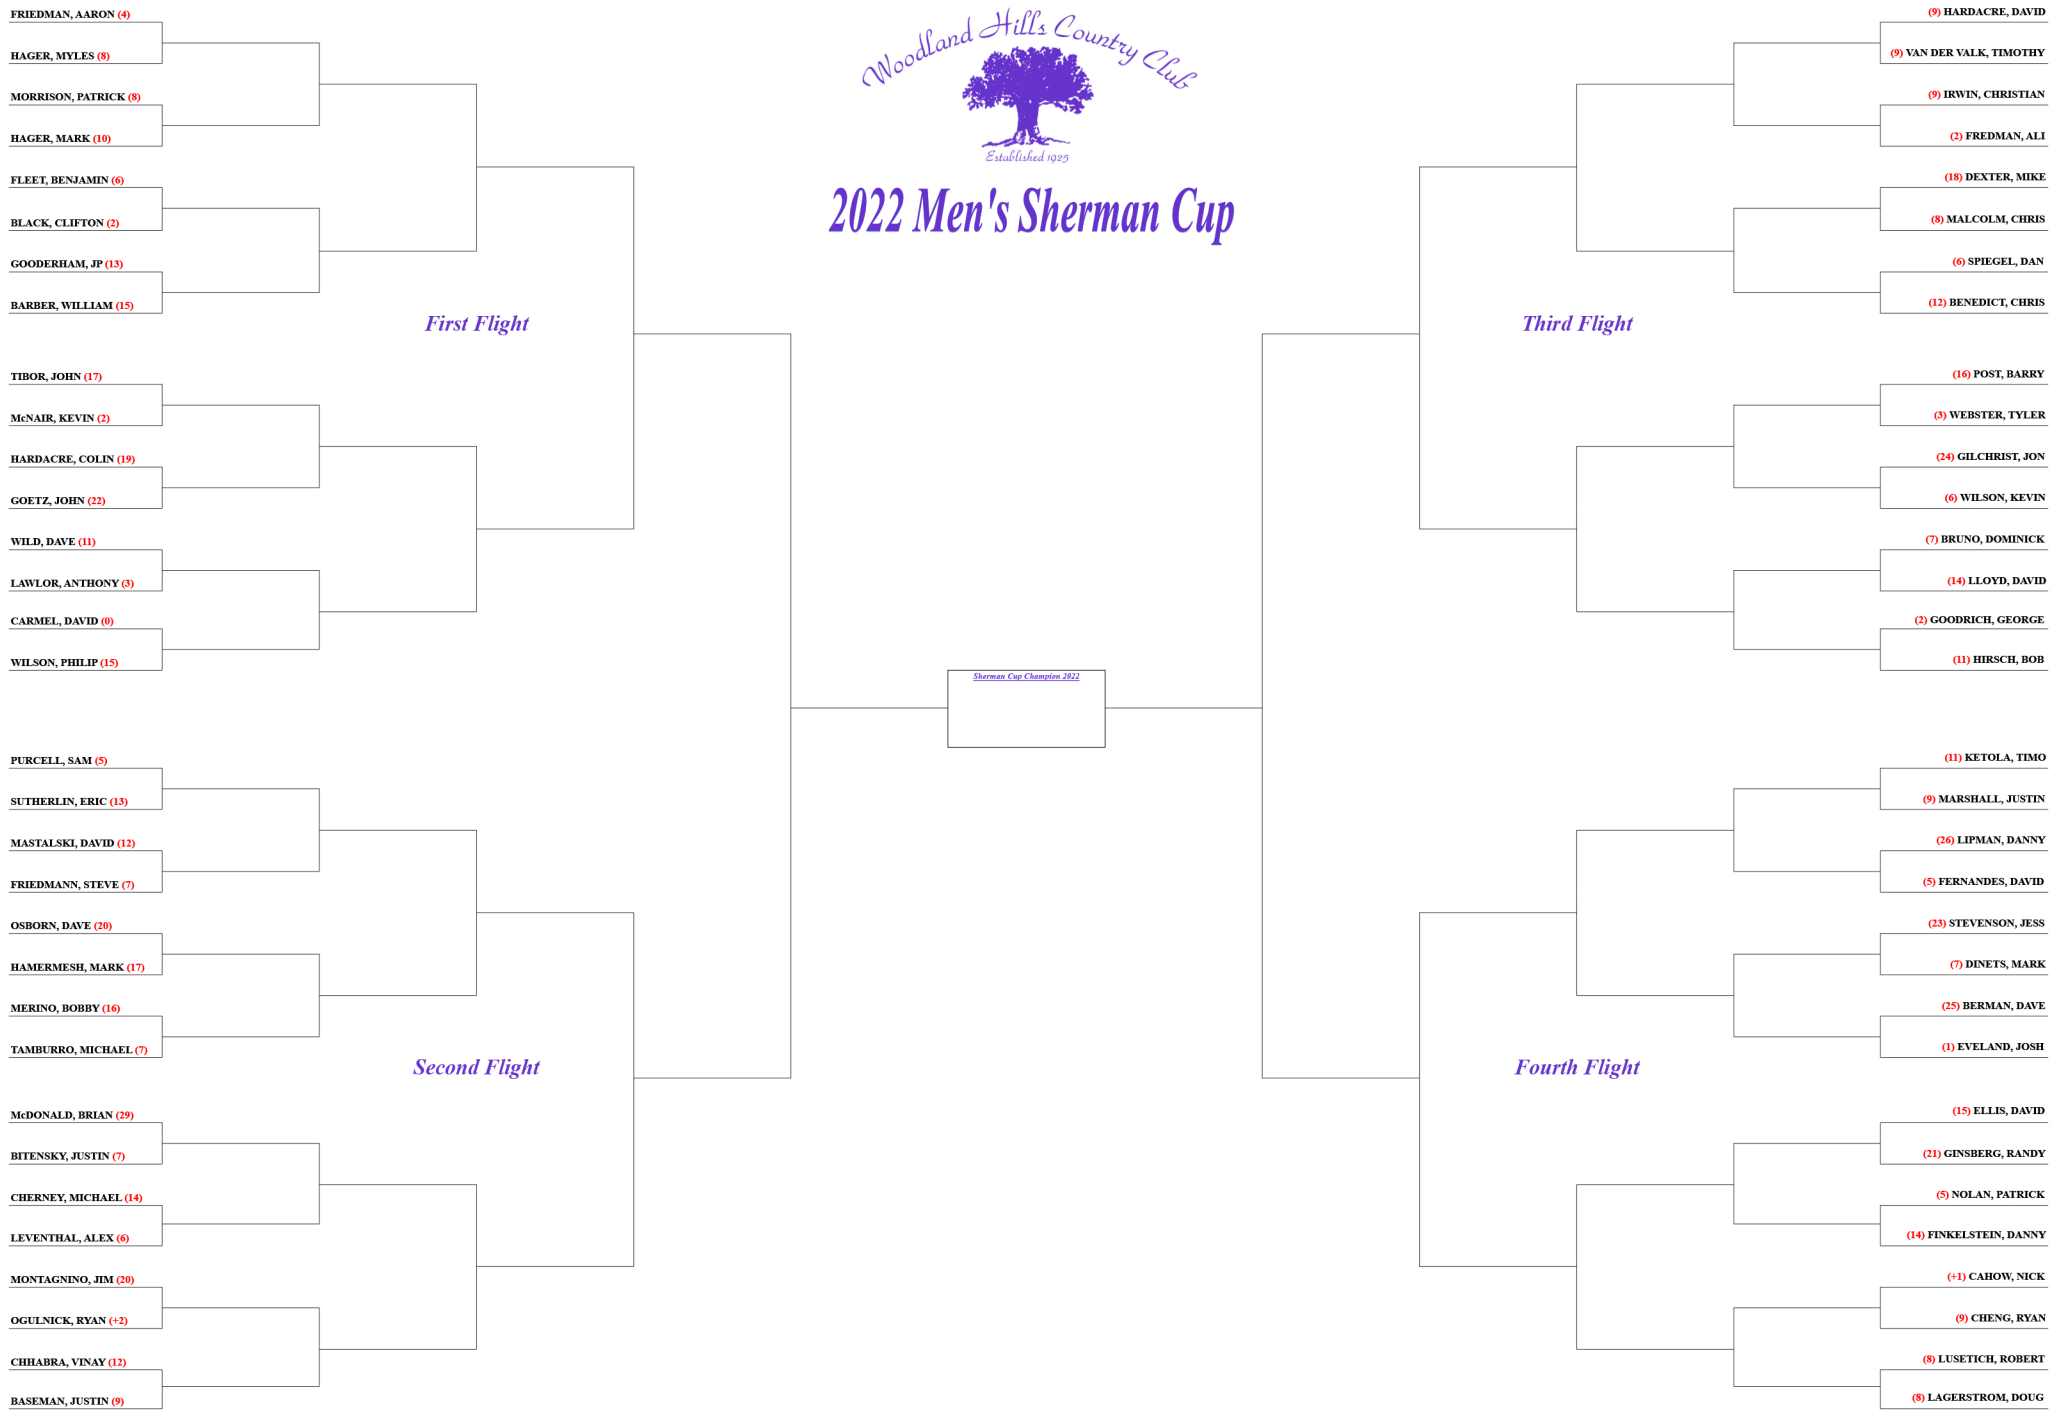 Woodland Hills Country Club
Established 1925
2022 Men's Sherman Cup
FRIEDMAN, AARON (4)
HAGER, MYLES (8)
MORRISON, PATRICK (8)
HAGER, MARK (10)
FLEET, BENJAMIN (6)
BLACK, CLIFTON (2)
GOODERHAM, JP (13)
BARBER, WILLIAM (15)
First Flight
TIBOR, JOHN (17)
McNAIR, KEVIN (2)
HARDACRE, COLIN (19)
GOETZ, JOHN (22)
WILD, DAVE (11)
LAWLOR, ANTHONY (3)
CARMEL, DAVID (0)
WILSON, PHILIP (15)
PURCELL, SAM (5)
SUTHERLIN, ERIC (13)
MASTALSKI, DAVID (12)
FRIEDMANN, STEVE (7)
OSBORN, DAVE (20)
HAMERMESH, MARK (17)
MERINO, BOBBY (16)
TAMBURRO, MICHAEL (7)
Second Flight
McDONALD, BRIAN (29)
BITENSKY, JUSTIN (7)
CHERNEY, MICHAEL (14)
LEVENTHAL, ALEX (6)
MONTAGNINO, JIM (20)
OGULNICK, RYAN (+2)
CHHABRA, VINAY (12)
BASEMAN, JUSTIN (9)
Sherman Cup Champion 2022
(9) HARDACRE, DAVID
(9) VAN DER VALK, TIMOTHY
(9) IRWIN, CHRISTIAN
(2) FREDMAN, ALI
(18) DEXTER, MIKE
(8) MALCOLM, CHRIS
(6) SPIEGEL, DAN
(12) BENEDICT, CHRIS
Third Flight
(16) POST, BARRY
(3) WEBSTER, TYLER
(24) GILCHRIST, JON
(6) WILSON, KEVIN
(7) BRUNO, DOMINICK
(14) LLOYD, DAVID
(2) GOODRICH, GEORGE
(11) HIRSCH, BOB
(11) KETOLA, TIMO
(9) MARSHALL, JUSTIN
(26) LIPMAN, DANNY
(5) FERNANDES, DAVID
(23) STEVENSON, JESS
(7) DINETS, MARK
(25) BERMAN, DAVE
(1) EVELAND, JOSH
Fourth Flight
(15) ELLIS, DAVID
(21) GINSBERG, RANDY
(5) NOLAN, PATRICK
(14) FINKELSTEIN, DANNY
(+1) CAHOW, NICK
(9) CHENG, RYAN
(8) LUSETICH, ROBERT
(8) LAGERSTROM, DOUG